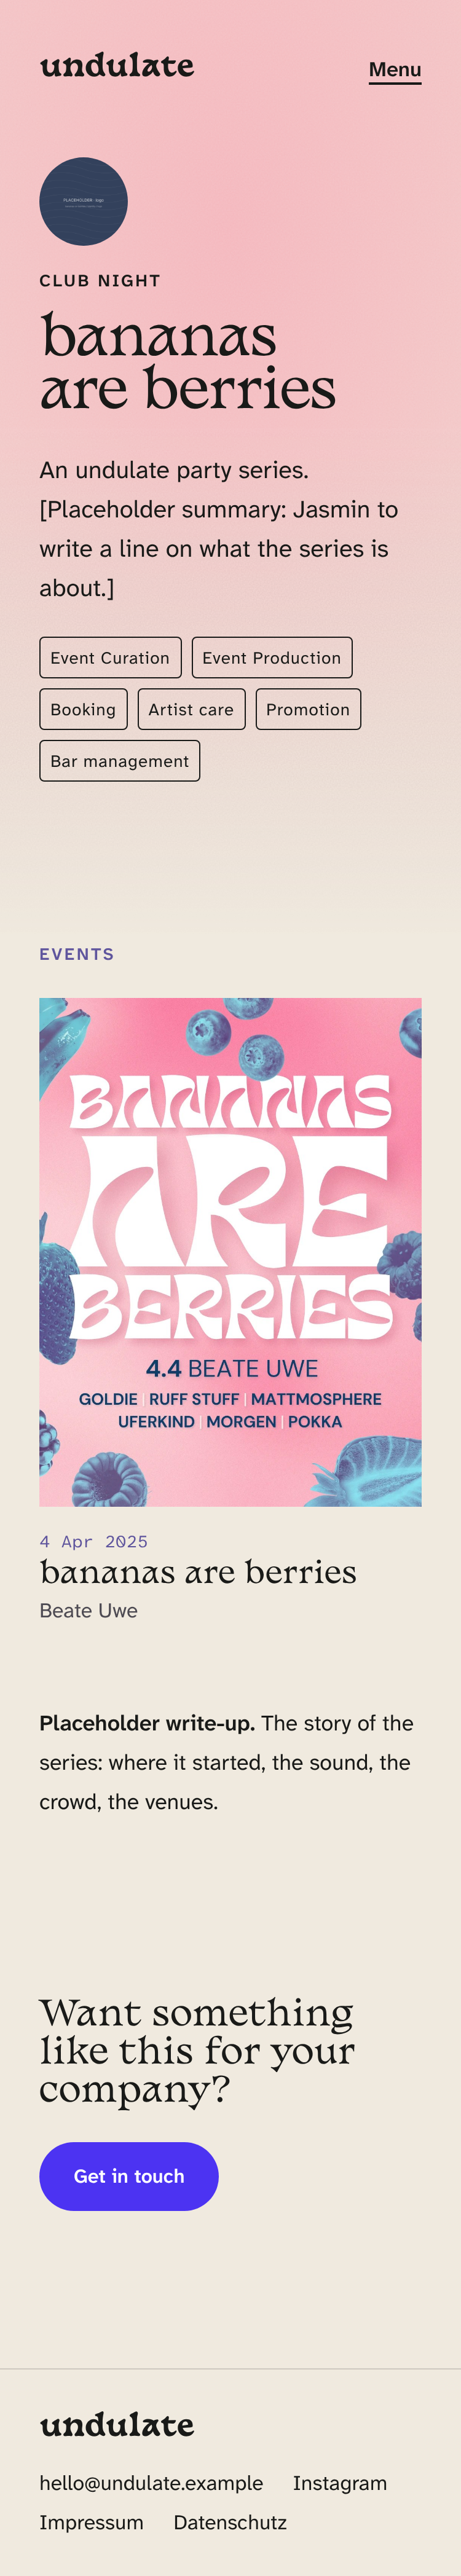 undulate
Menu
PLACEHOLDER · logo
CLUB NIGHT
bananas
are berries
An undulate party series.
[Placeholder summary: Jasmin to
write a line on what the series is
about.]
Event Curation
Event Production
Booking
Artist care
Promotion
Bar management
EVENTS
BANANAS
ARE
BERRIES
4.4 BEATE UWE
GOLDIE | RUFF STUFF | MATTMOSPHERE
UFERKIND | MORGEN | POKKA
4 Apr 2025
bananas are berries
Beate Uwe
Placeholder write-up. The story of the
series: where it started, the sound, the
crowd, the venues.
Want something
like this for your
company?
Get in touch
undulate
hello@undulate.example
Instagram
Impressum
Datenschutz